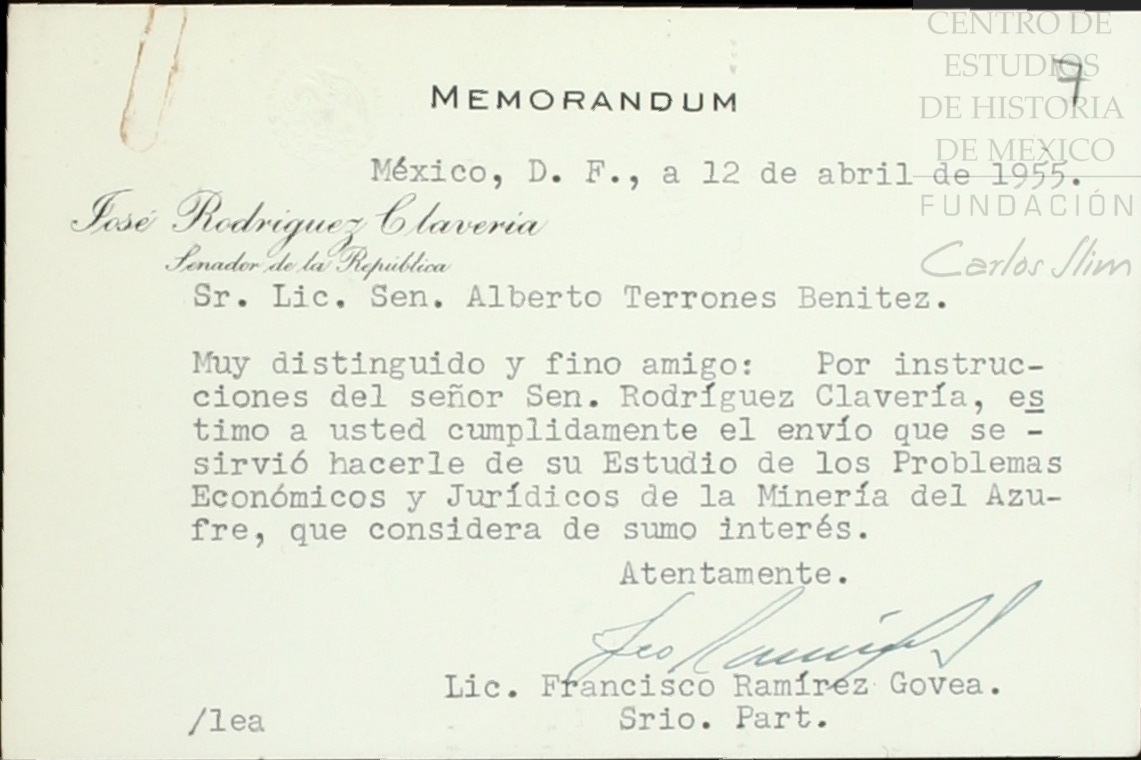 CENTRO DE
ESTUDIOS
DE HISTORIA
DE MÉXICO
FUNDACIÓN
Carlos Slim
7
MEMORANDUM
México, D. F., a 12 de abril de 1955.
José Rodríguez Clavería
Senador de la República
Sr. Lic. Sen. Alberto Terrones Benitez.
Muy distinguido y fino amigo: Por instruc-
ciones del señor Sen. Rodríguez Clavería, es
timo a usted cumplidamente el envío que se -
sirvió hacerle de su Estudio de los Problemas
Económicos y Jurídicos de la Minería del Azu-
fre, que considera de sumo interés.
Atentamente.
Lic. Francisco Ramírez Govea.
/lea Srio. Part.